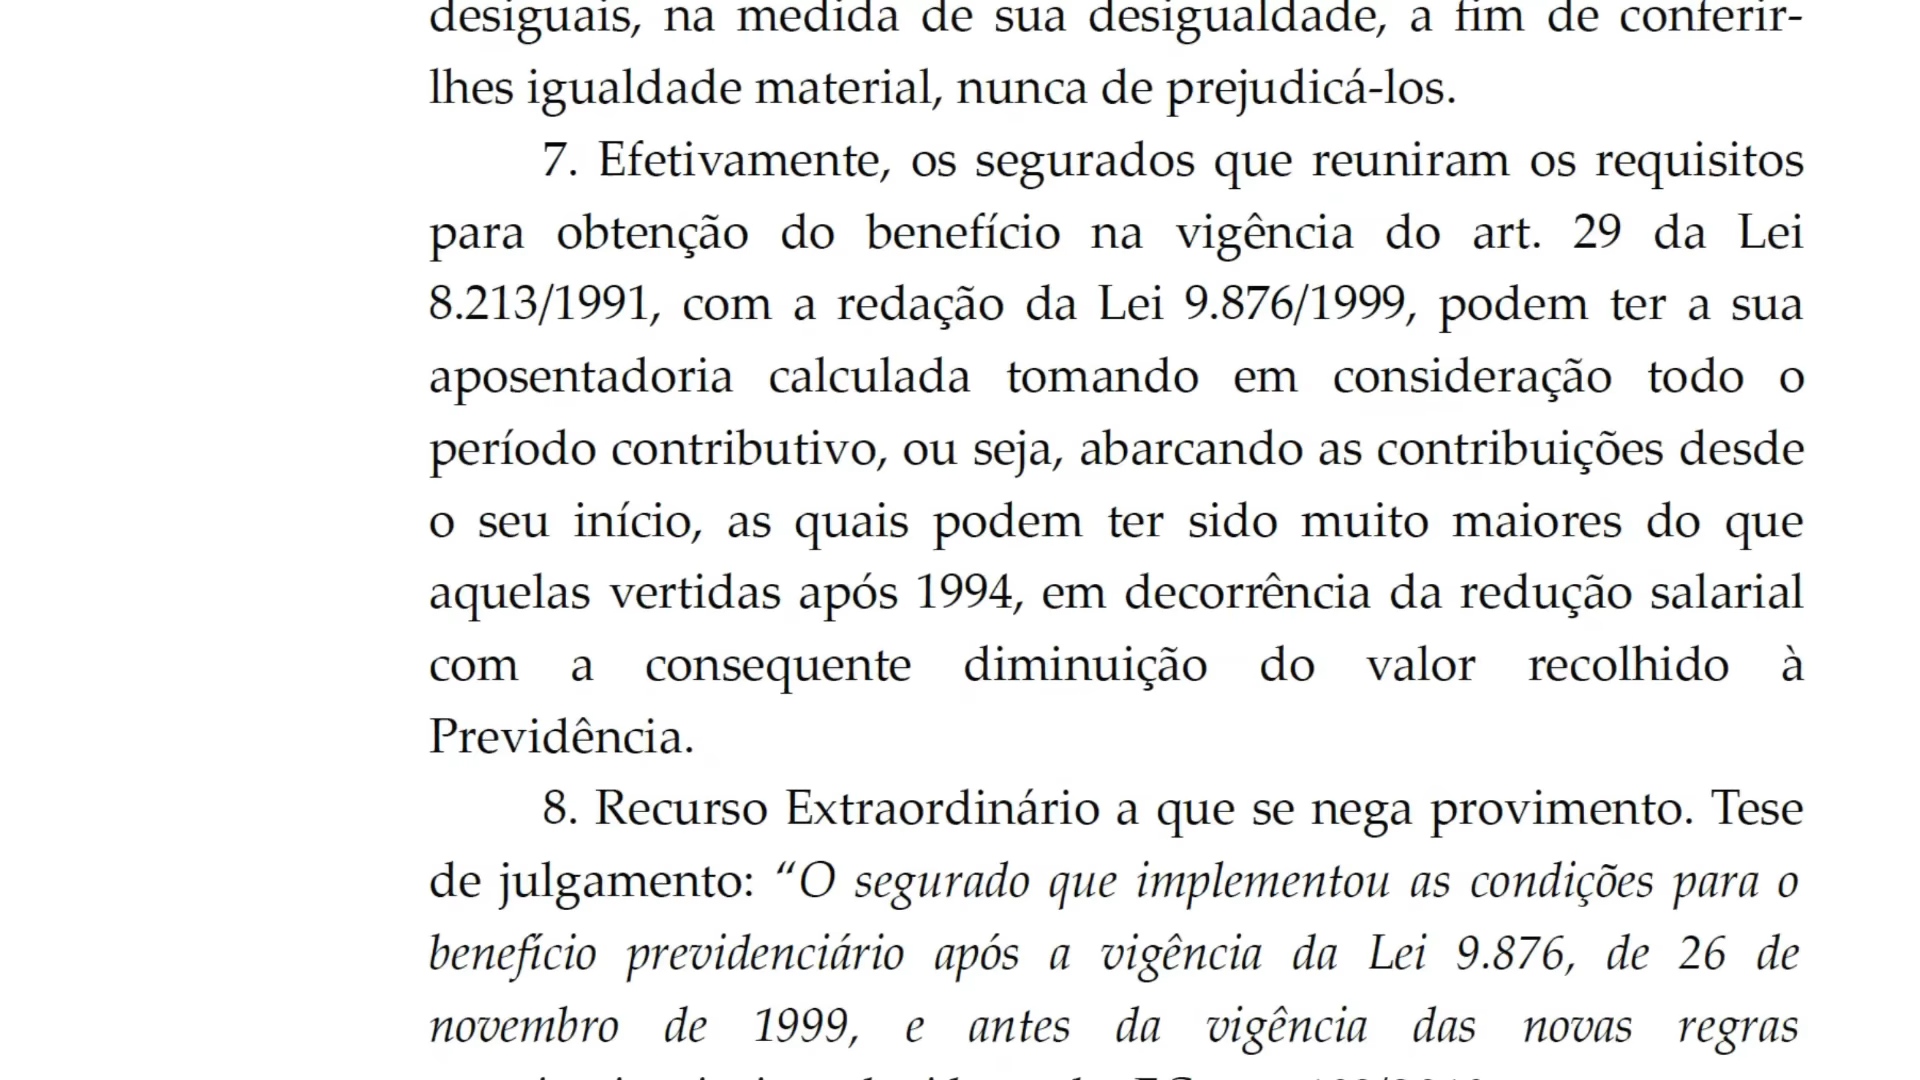 desiguais, na medida de sua desigualdade, a fim de conferir-
lhes igualdade material, nunca de prejudicá-los.
7. Efetivamente, os segurados que reuniram os requisitos
para obtenção do benefício na vigência do art. 29 da Lei
8.213/1991, com a redação da Lei 9.876/1999, podem ter a sua
aposentadoria calculada tomando em consideração todo o
período contributivo, ou seja, abarcando as contribuições desde
o seu início, as quais podem ter sido muito maiores do que
aquelas vertidas após 1994, em decorrência da redução salarial
com a consequente diminuição do valor recolhido à
Previdência.
8. Recurso Extraordinário a que se nega provimento. Tese
de julgamento: “O segurado que implementou as condições para o
benefício previdenciário após a vigência da Lei 9.876, de 26 de
novembro de 1999, e antes da vigência das novas regras